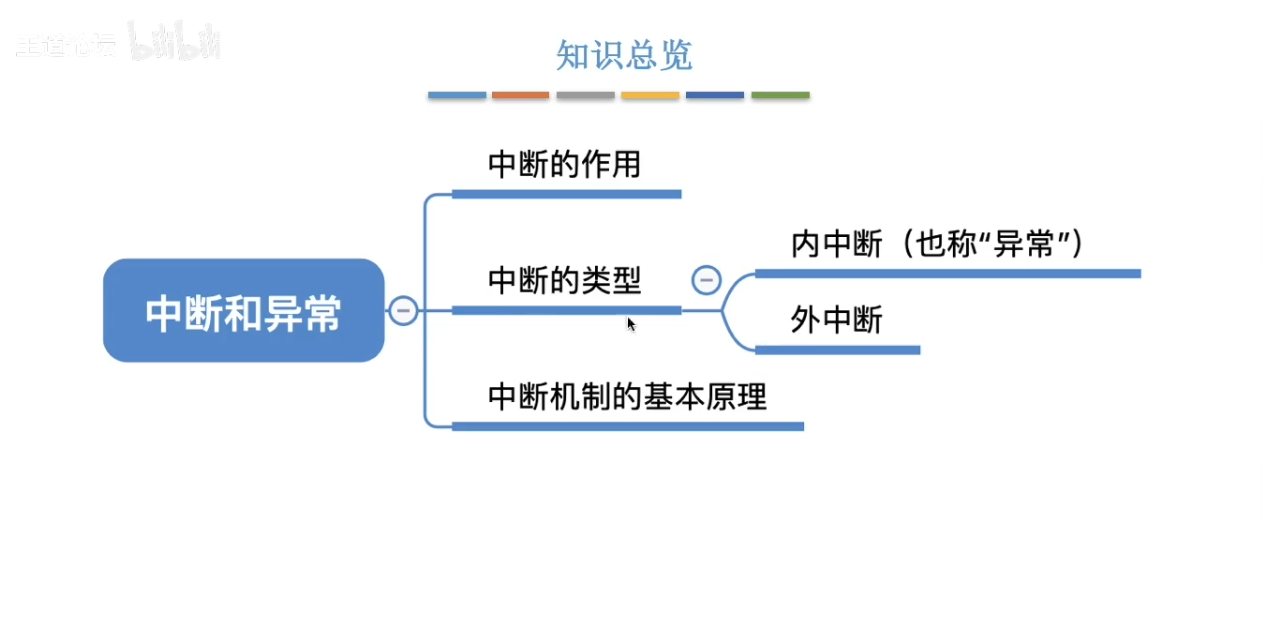 王道论坛 bilibili
知识总览
中断的作用
内中断（也称“异常”）
中断的类型
中断和异常
外中断
中断机制的基本原理